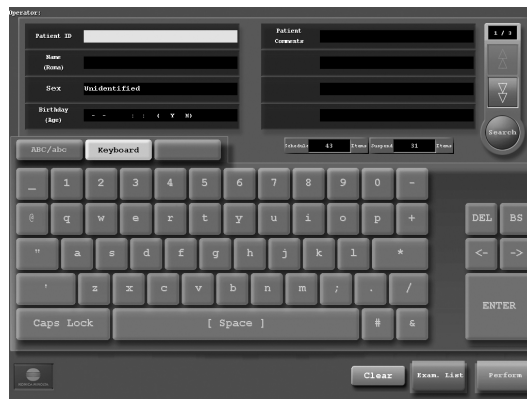 Operator:
Patient ID
Name
(Roma)
Sex Unidentified
Birthday
(Age) - - : : ( Y M)
Patient
Comments
1 / 3
Search
Schedule 43 Items Suspend 31 Items
ABC/abc Keyboard
_ 1 2 3 4 5 6 7 8 9 0 -
@ q w e r t y u i o p + DEL BS
" a s d f g h j k l * <- ->
' z x c v b n m ; . / ENTER
Caps Lock [ Space ] # &
Clear Exam. List Perform
KONICA MINOLTA